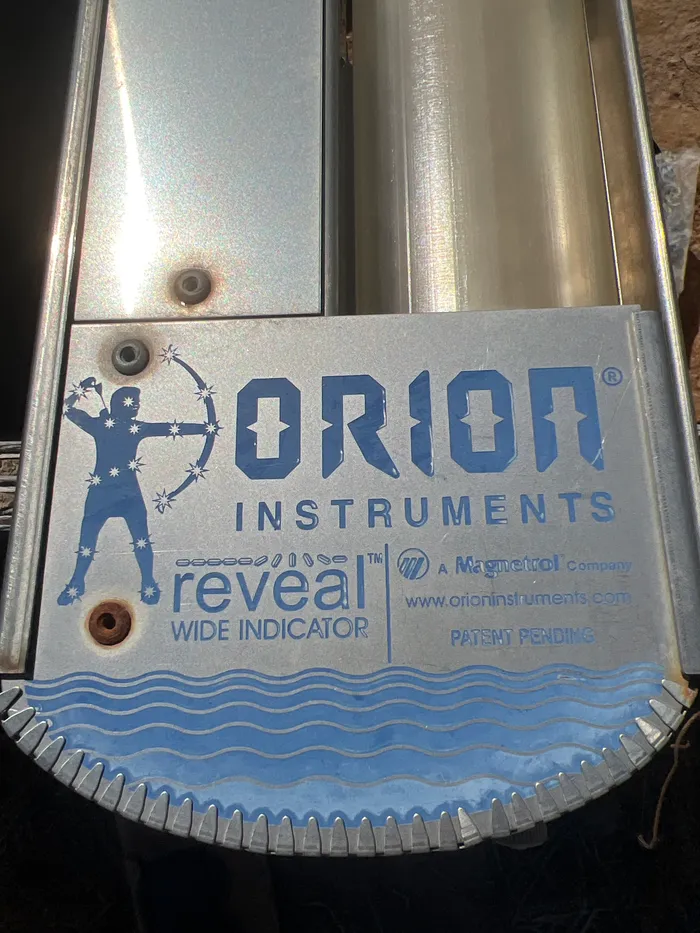 ORION®
INSTRUMENTS
reveal™
WIDE INDICATOR
A Magnetrol Company
www.orioninstruments.com
PATENT PENDING